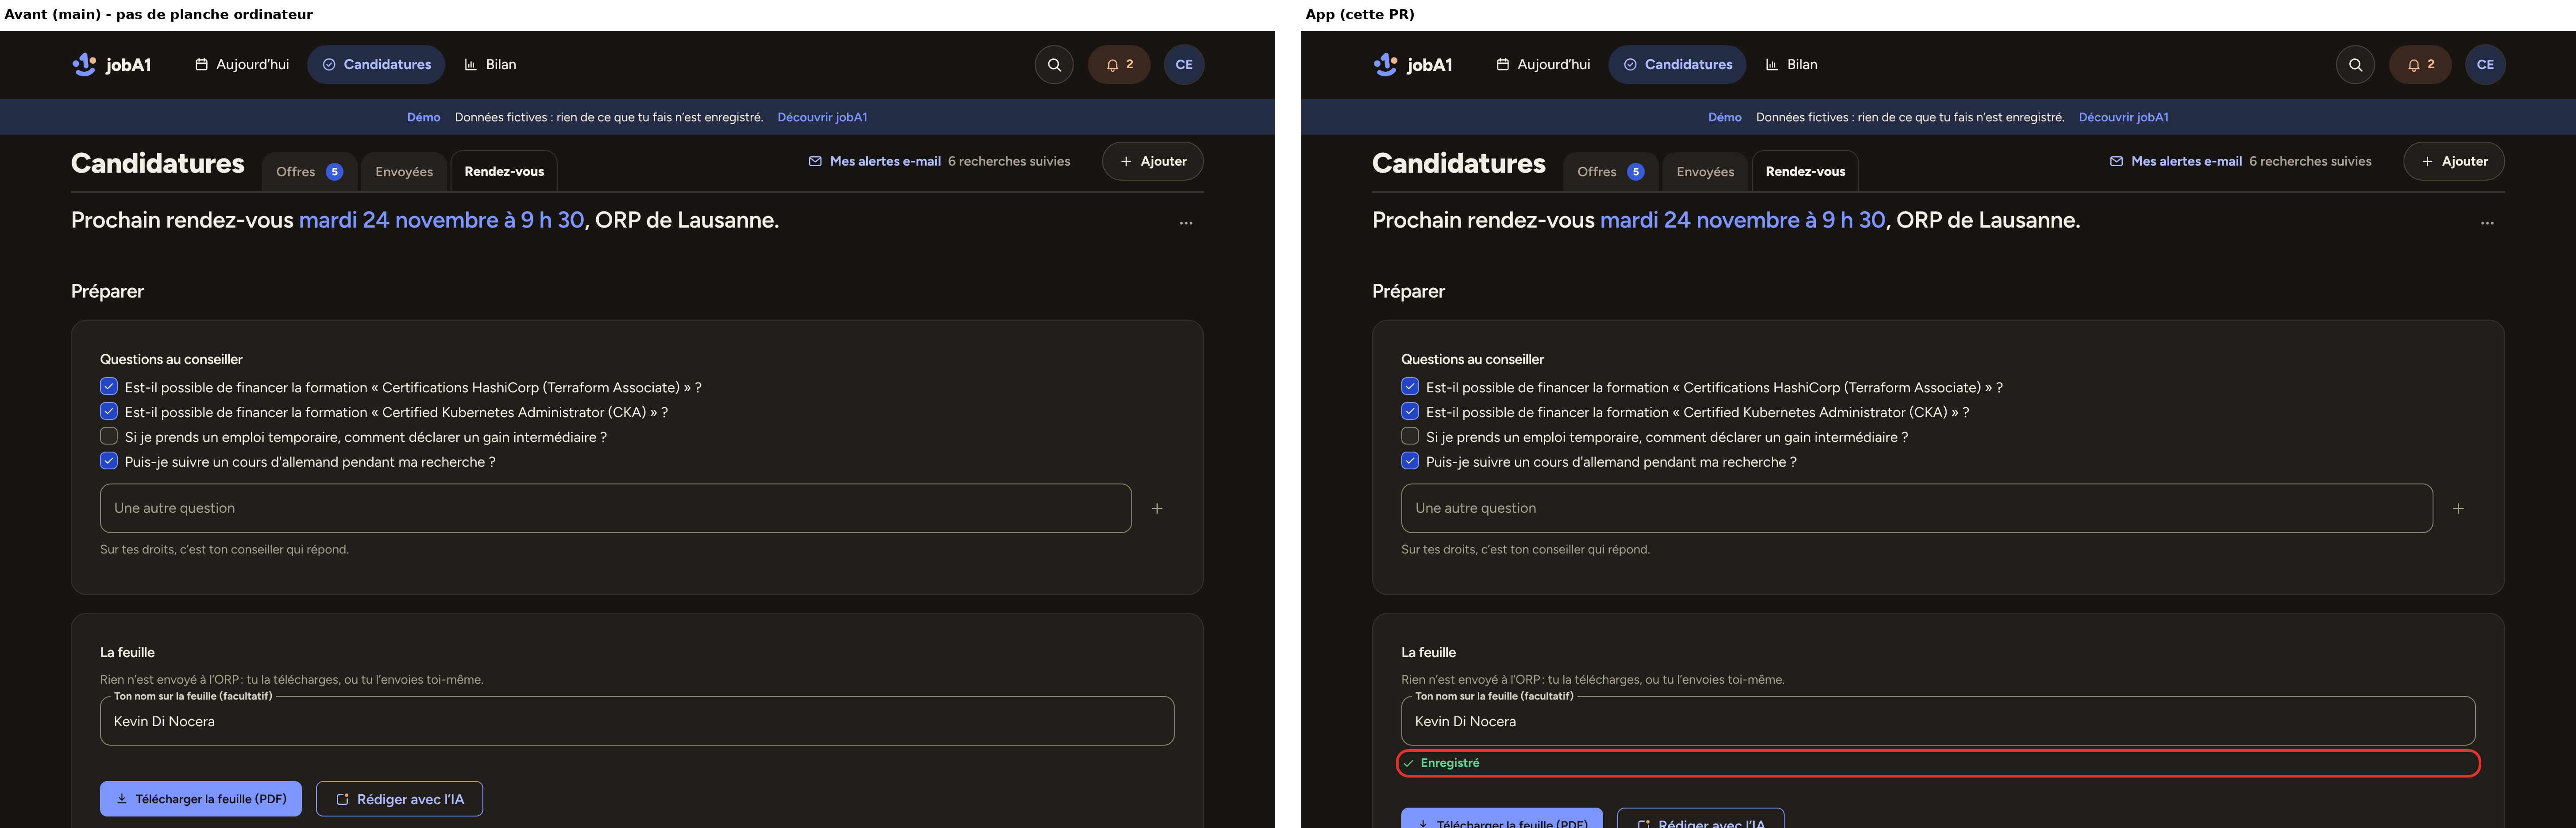 Avant (main) - pas de planche ordinateur
jobA1 Aujourd'hui Candidatures Bilan 2 CE
Démo Données fictives : rien de ce que tu fais n’est enregistré. Découvrir jobA1
Candidatures Offres 5 Envoyées Rendez-vous Mes alertes e-mail 6 recherches suivies + Ajouter
Prochain rendez-vous mardi 24 novembre à 9 h 30, ORP de Lausanne. ...
Préparer
Questions au conseiller
Est-il possible de financer la formation « Certifications HashiCorp (Terraform Associate) » ?
Est-il possible de financer la formation « Certified Kubernetes Administrator (CKA) » ?
Si je prends un emploi temporaire, comment déclarer un gain intermédiaire ?
Puis-je suivre un cours d'allemand pendant ma recherche ?
Une autre question +
Sur tes droits, c’est ton conseiller qui répond.
La feuille
Rien n’est envoyé à l’ORP : tu la télécharges, ou tu l’envoies toi-même.
Ton nom sur la feuille (facultatif)
Kevin Di Nocera
Télécharger la feuille (PDF) Rédiger avec l’IA
App (cette PR)
jobA1 Aujourd'hui Candidatures Bilan 2 CE
Démo Données fictives : rien de ce que tu fais n’est enregistré. Découvrir jobA1
Candidatures Offres 5 Envoyées Rendez-vous Mes alertes e-mail 6 recherches suivies + Ajouter
Prochain rendez-vous mardi 24 novembre à 9 h 30, ORP de Lausanne. ...
Préparer
Questions au conseiller
Est-il possible de financer la formation « Certifications HashiCorp (Terraform Associate) » ?
Est-il possible de financer la formation « Certified Kubernetes Administrator (CKA) » ?
Si je prends un emploi temporaire, comment déclarer un gain intermédiaire ?
Puis-je suivre un cours d'allemand pendant ma recherche ?
Une autre question +
Sur tes droits, c’est ton conseiller qui répond.
La feuille
Rien n’est envoyé à l’ORP : tu la télécharges, ou tu l’envoies toi-même.
Ton nom sur la feuille (facultatif)
Kevin Di Nocera
Enregistré
Télécharger la feuille (PDF) Rédiger avec l’IA